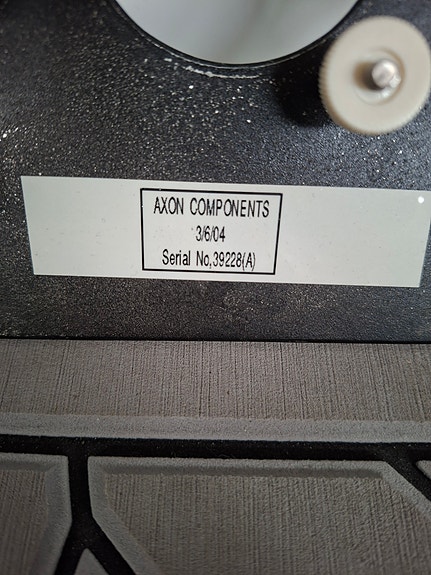 AXON COMPONENTS
3/6/04
Serial No,39228(A)